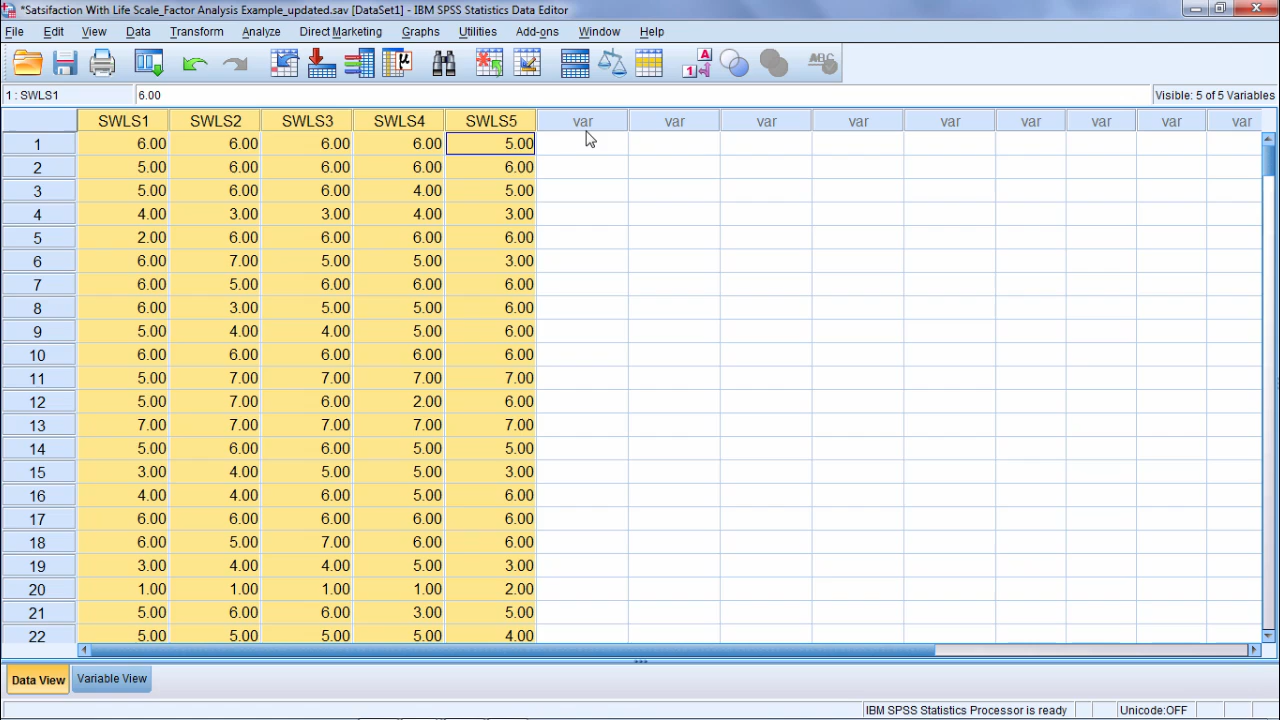 *Satsifaction With Life Scale_Factor Analysis Example_updated.sav [DataSet1] - IBM SPSS Statistics Data Editor
File Edit View Data Transform Analyze Direct Marketing Graphs Utilities Add-ons Window Help
1 : SWLS1 6.00 Visible: 5 of 5 Variables
SWLS1 SWLS2 SWLS3 SWLS4 SWLS5 var var var var var var var var
1 6.00 6.00 6.00 6.00 5.00
2 5.00 6.00 6.00 6.00 6.00
3 5.00 6.00 6.00 4.00 5.00
4 4.00 3.00 3.00 4.00 3.00
5 2.00 6.00 6.00 6.00 6.00
6 6.00 7.00 5.00 5.00 3.00
7 6.00 5.00 6.00 6.00 6.00
8 6.00 3.00 5.00 5.00 6.00
9 5.00 4.00 4.00 5.00 6.00
10 6.00 6.00 6.00 6.00 6.00
11 5.00 7.00 7.00 7.00 7.00
12 5.00 7.00 6.00 2.00 6.00
13 7.00 7.00 7.00 7.00 7.00
14 5.00 6.00 6.00 5.00 5.00
15 3.00 4.00 5.00 5.00 3.00
16 4.00 4.00 6.00 5.00 6.00
17 6.00 6.00 6.00 6.00 6.00
18 6.00 5.00 7.00 6.00 6.00
19 3.00 4.00 4.00 5.00 3.00
20 1.00 1.00 1.00 1.00 2.00
21 5.00 6.00 6.00 3.00 5.00
22 5.00 5.00 5.00 5.00 4.00
Data View Variable View
IBM SPSS Statistics Processor is ready Unicode:OFF